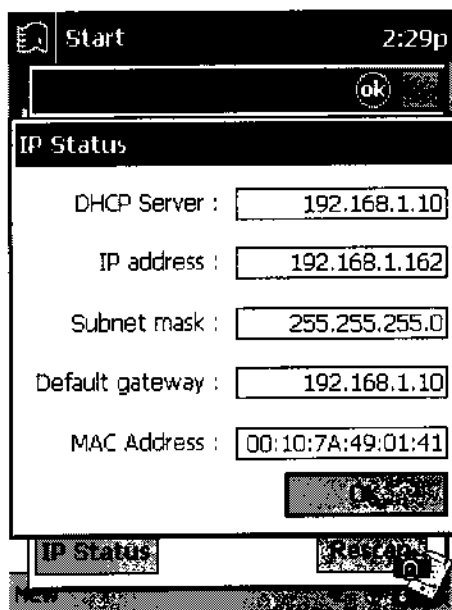 Start 2:29p
ok
IP Status
DHCP Server : 192.168.1.10
IP address : 192.168.1.162
Subnet mask : 255.255.255.0
Default gateway : 192.168.1.10
MAC Address : 00:10:7A:49:01:41
OK
IP Status Rescan
New